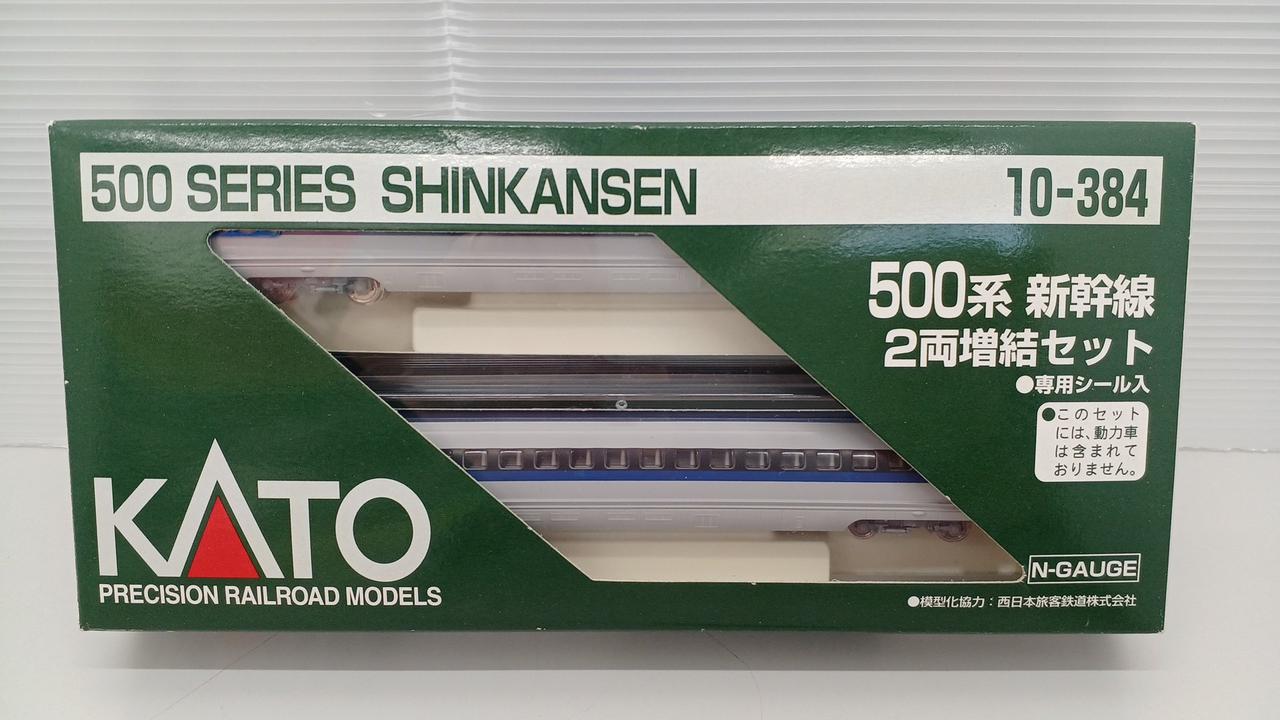 500 SERIES SHINKANSEN
10-384
500系 新幹線
2両増結セット
●専用シール入
●このセット
には、動力車
は含まれて
おりません。
KATO
PRECISION RAILROAD MODELS
N-GAUGE
●模型化協力：西日本旅客鉄道株式会社